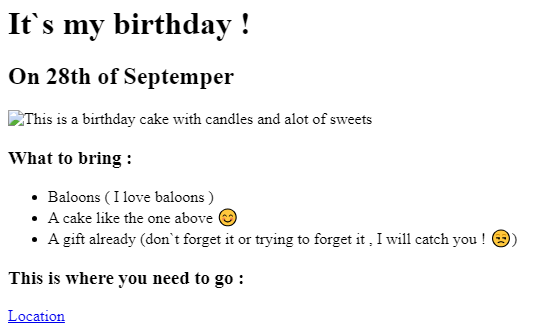 It`s my birthday !
On 28th of Septemper
This is a birthday cake with candles and alot of sweets
What to bring :
Baloons ( I love baloons )
A cake like the one above 😊
A gift already (don`t forget it or trying to forget it , I will catch you ! 😒)
This is where you need to go :
Location